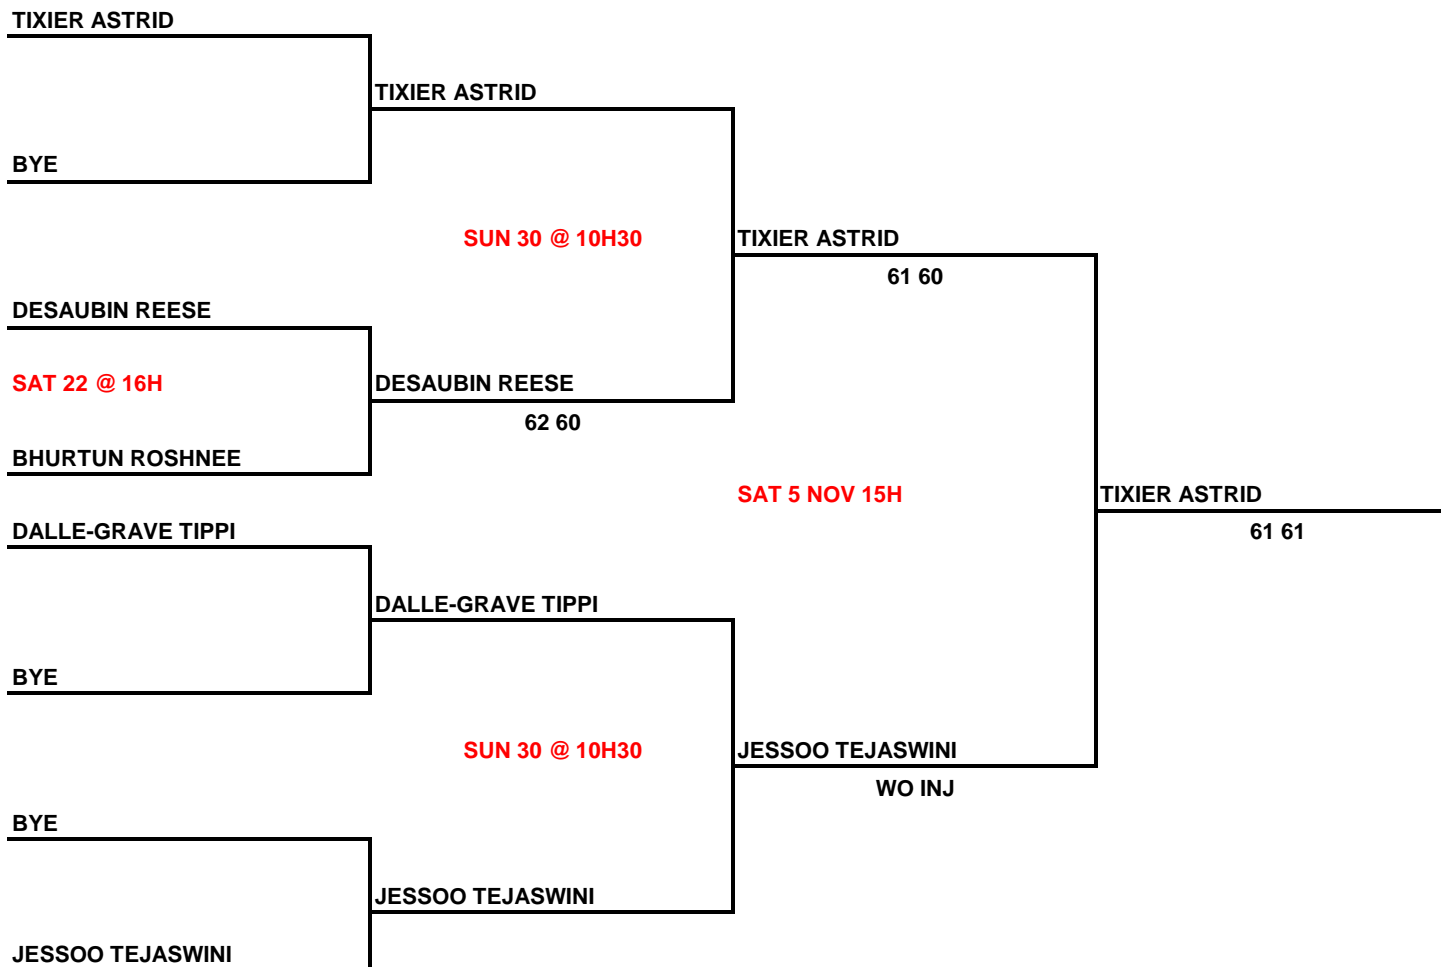 TIXIER ASTRID
TIXIER ASTRID
BYE
SUN 30 @ 10H30
TIXIER ASTRID
61 60
DESAUBIN REESE
SAT 22 @ 16H
DESAUBIN REESE
62 60
BHURTUN ROSHNEE
SAT 5 NOV 15H
TIXIER ASTRID
61 61
DALLE-GRAVE TIPPI
DALLE-GRAVE TIPPI
BYE
SUN 30 @ 10H30
JESSOO TEJASWINI
WO INJ
BYE
JESSOO TEJASWINI
JESSOO TEJASWINI